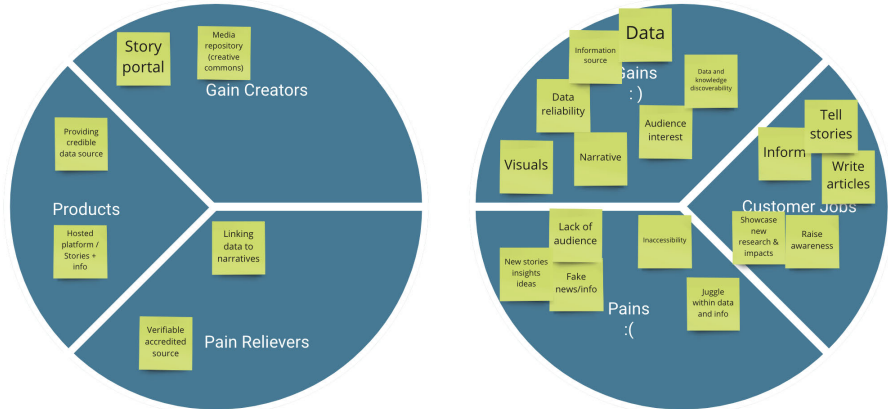 Story
portal
Media
repository
(creative
commons)
Gain Creators
Providing
credible
data source
Products
Hosted
platform /
Stories +
info
Linking
data to
narratives
Verifiable
accredited
source
Pain Relievers
Data
Information
source
Gains
: )
Data and
knowledge
discoverability
Data
reliability
Audience
interest
Visuals
Narrative
Tell
stories
Inform
Write
articles
Customer Jobs
Showcase
new
research &
impacts
Raise
awareness
Lack of
audience
Inaccessibility
New stories
insights
ideas
Fake
news/info
Juggle
within data
and info
Pains
:(